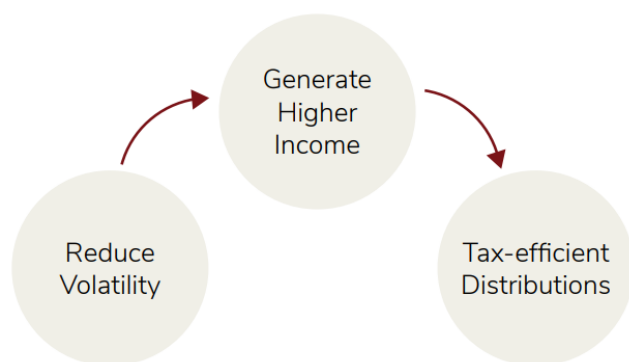 Generate
Higher
Income
Reduce
Volatility
Tax-efficient
Distributions